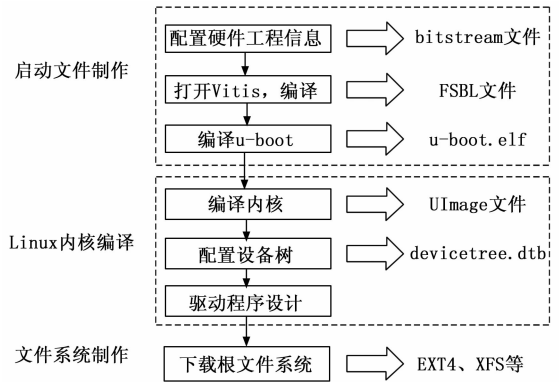 启动文件制作
配置硬件工程信息
bitstream文件
打开Vitis，编译
FSBL文件
编译u-boot
u-boot.elf
Linux内核编译
编译内核
UImage文件
配置设备树
devicetree.dtb
驱动程序设计
文件系统制作
下载根文件系统
EXT4、XFS等